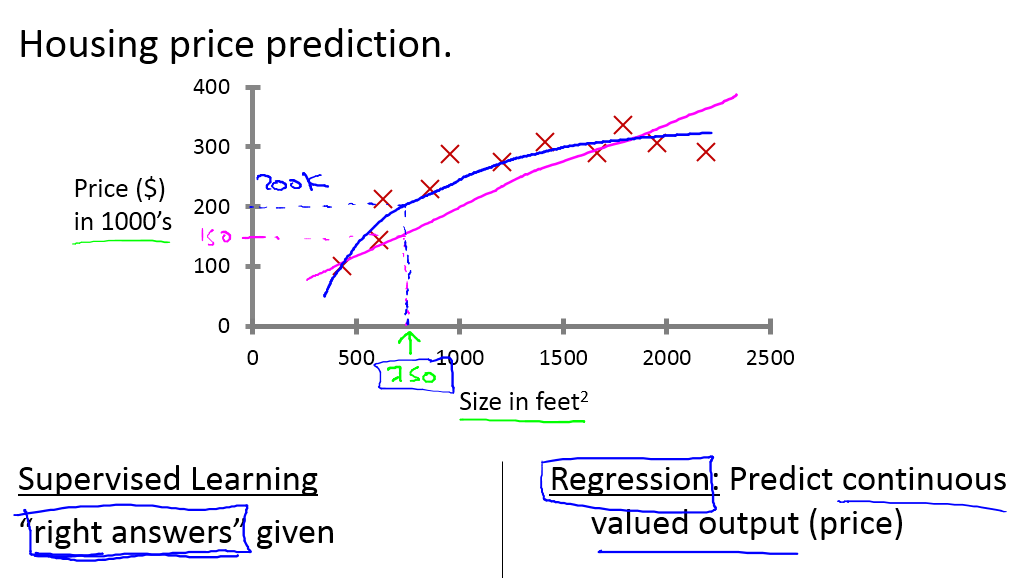 Housing price prediction.
400
300
Price ($)
in 1000's
200K
200
150
100
0
0 500 1000 1500 2000 2500
750
Size in feet²
Supervised Learning
"right answers" given
Regression: Predict continuous
valued output (price)